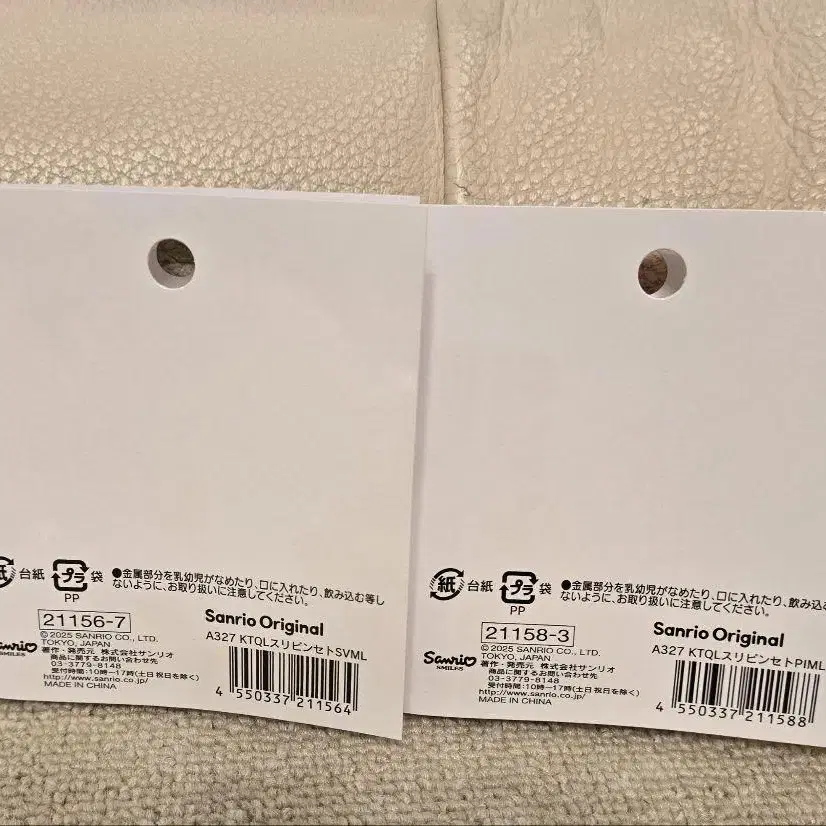 紙 台紙 プラ 袋
PP
●金属部分を乳幼児がなめたり、口に入れたり、飲み込む等し
ないように、お取り扱いに注意してください。
21156-7
Sanrio Original
©2025 SANRIO CO., LTD.
TOKYO, JAPAN
A327 KTQLスリピンセトSVML
著作・発売元 株式会社サンリオ
商品に関するお問い合わせ先
03-3779-8148
受付時間:10時―17時(土日 祝日を除く)
http://www.sanrio.co.jp/
MADE IN CHINA
SMILES
4 550337 211564
紙 台紙 プラ 袋
PP
●金属部分を乳幼児がなめたり、口に入れたり、飲み込
ないように、お取り扱いに注意してください。
21158-3
Sanrio Original
©2025 SANRIO CO., LTD.
TOKYO, JAPAN
A327 KTQLスリピンセトPIML
Sanrio
SMILES
著作・発売元 株式会社サンリオ
商品に関するお問い合わせ先
03-3779-8148
受付時間:10時―17時(土日 祝日を除く)
http://www.sanrio.co.jp/
MADE IN CHINA
4 550337 211588